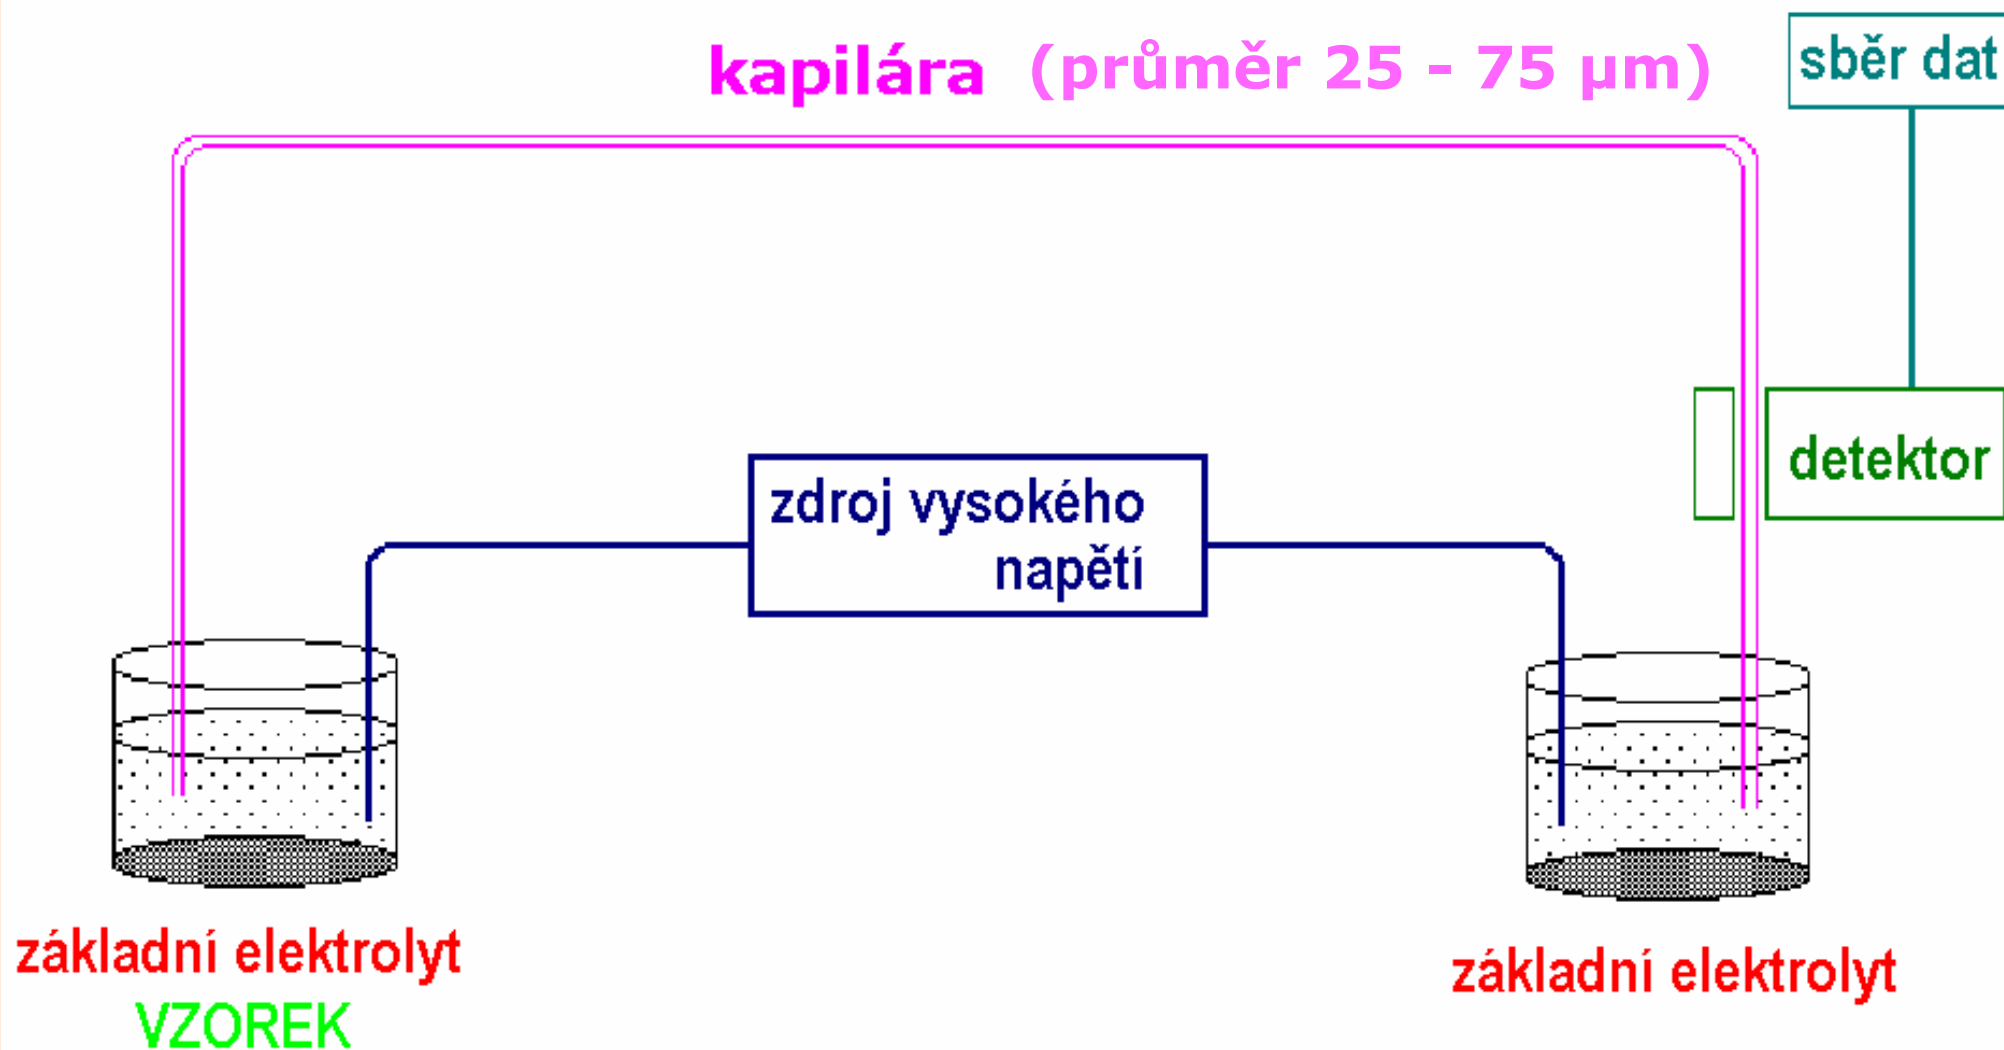 kapilára (průměr 25 - 75 µm)
sběr dat
detektor
zdroj vysokého
napětí
základní elektrolyt
VZOREK
základní elektrolyt